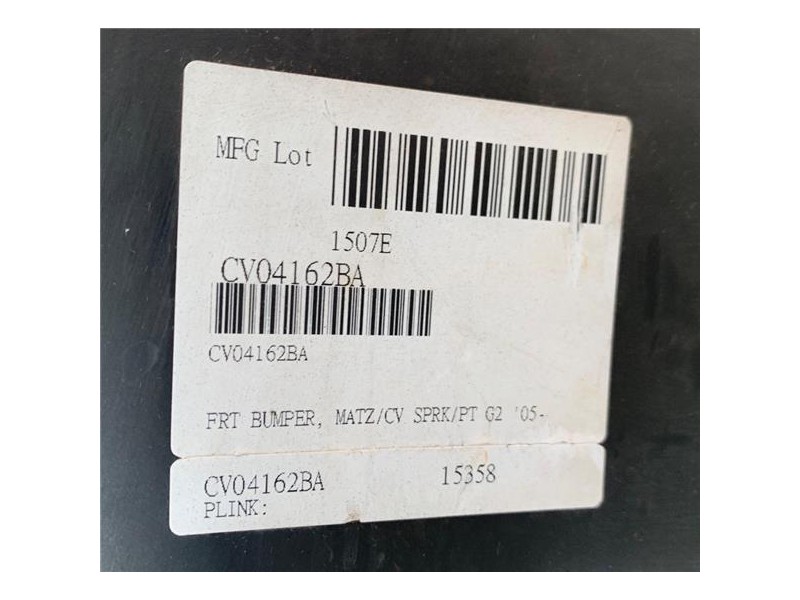 MFG Lot
1507E
CV04162BA
CV04162BA
FRT BUMPER, MATZ/CV SPRK/PT G2 '05-
CV04162BA 15358
PLINK: